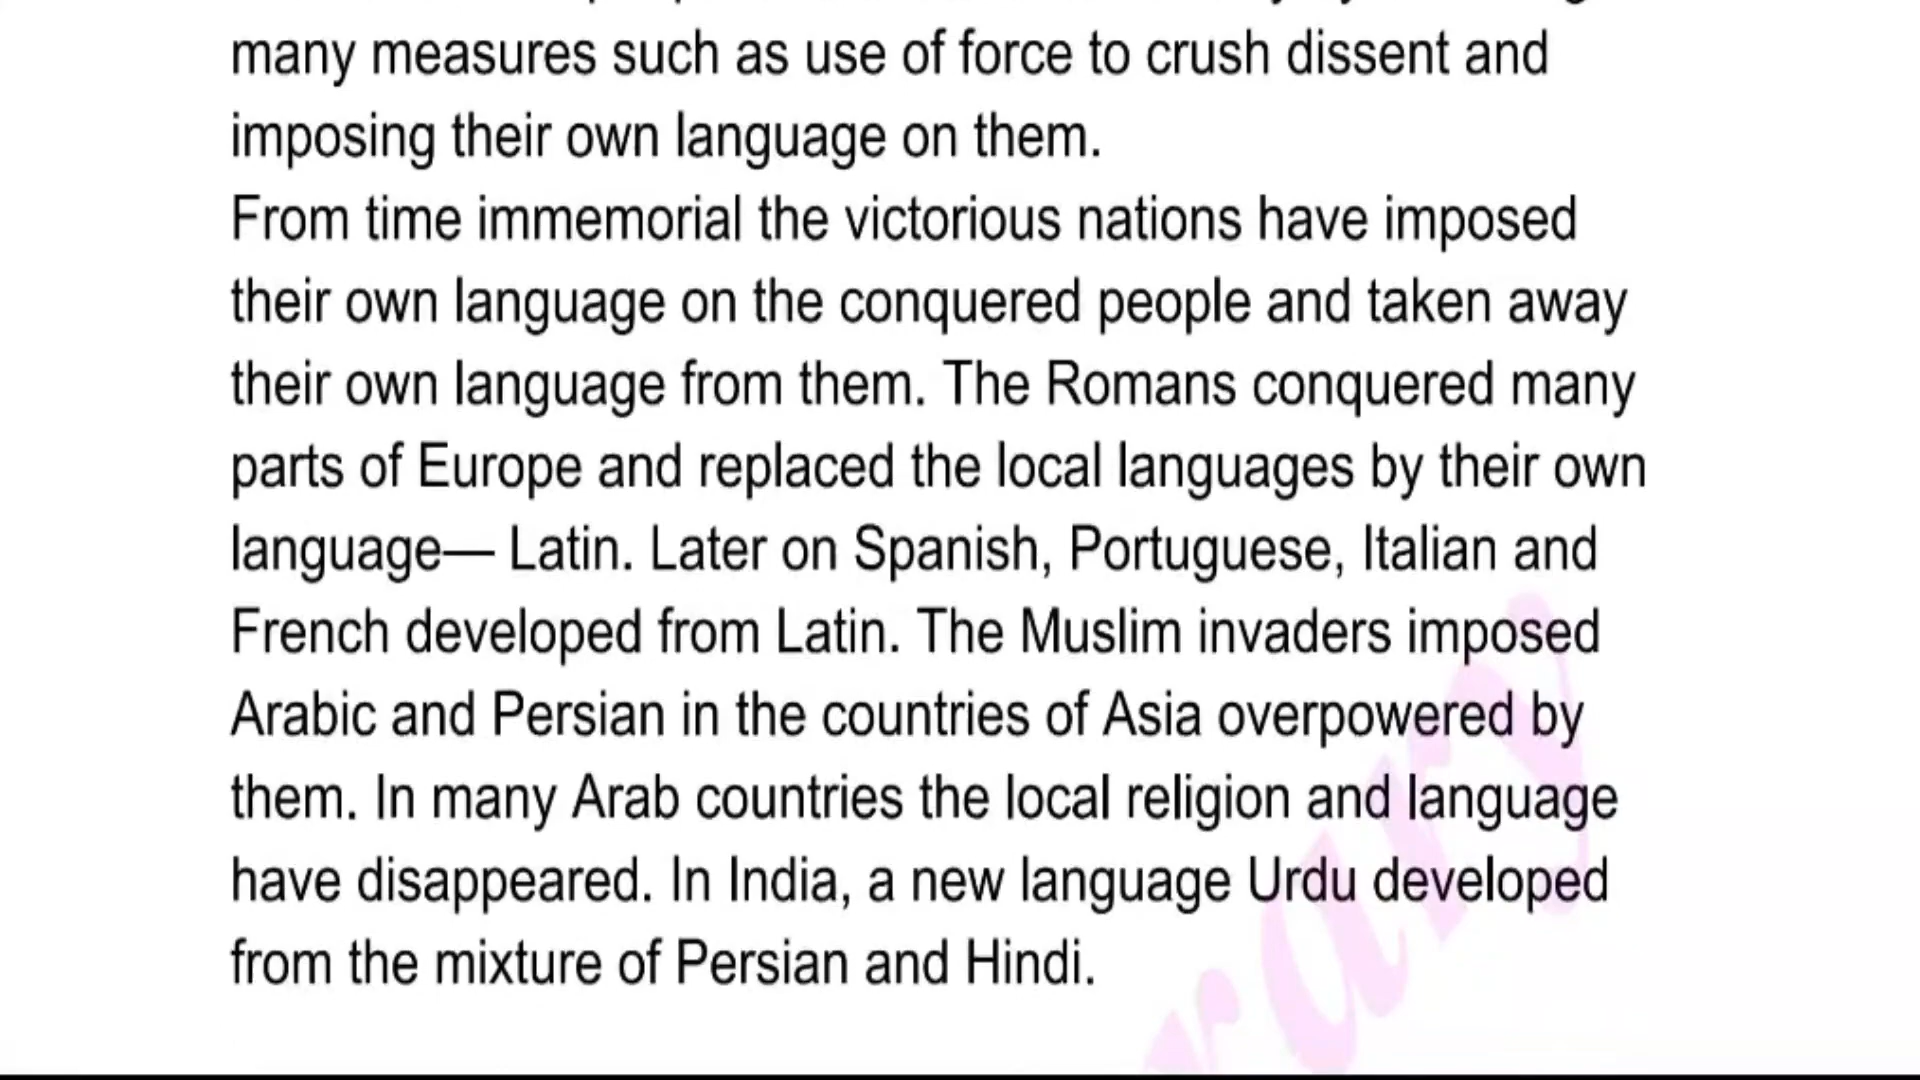 many measures such as use of force to crush dissent and
imposing their own language on them.
From time immemorial the victorious nations have imposed
their own language on the conquered people and taken away
their own language from them. The Romans conquered many
parts of Europe and replaced the local languages by their own
language— Latin. Later on Spanish, Portuguese, Italian and
French developed from Latin. The Muslim invaders imposed
Arabic and Persian in the countries of Asia overpowered by
them. In many Arab countries the local religion and language
have disappeared. In India, a new language Urdu developed
from the mixture of Persian and Hindi.